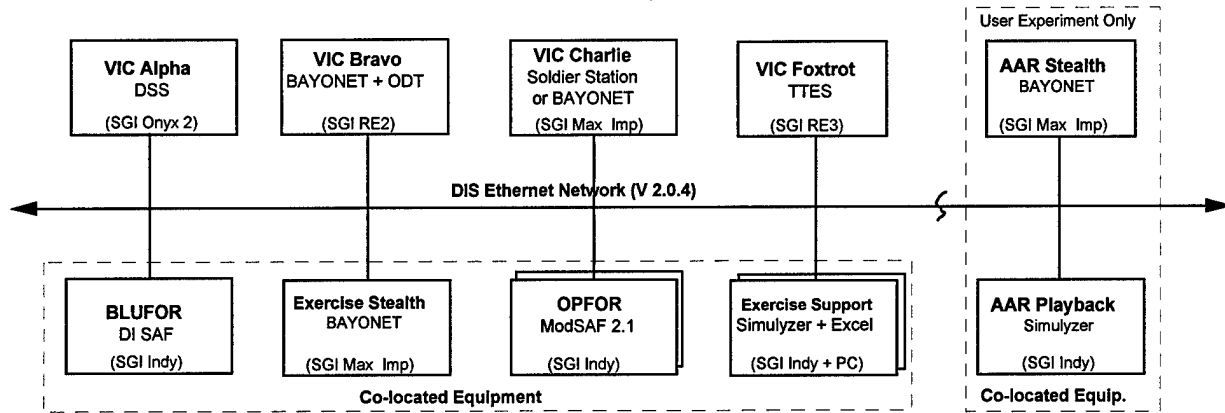 User Experiment Only
VIC Alpha
DSS
(SGI Onyx 2)
VIC Bravo
BAYONET + ODT
(SGI RE2)
VIC Charlie
Soldier Station
or BAYONET
(SGI Max Imp)
VIC Foxtrot
TTES
(SGI RE3)
AAR Stealth
BAYONET
(SGI Max Imp)
DIS Ethernet Network (V 2.0.4)
BLUFOR
DI SAF
(SGI Indy)
Exercise Stealth
BAYONET
(SGI Max Imp)
OPFOR
ModSAF 2.1
(SGI Indy)
Exercise Support
Simulyzer + Excel
(SGI Indy + PC)
AAR Playback
Simulyzer
(SGI Indy)
Co-located Equipment
Co-located Equip.